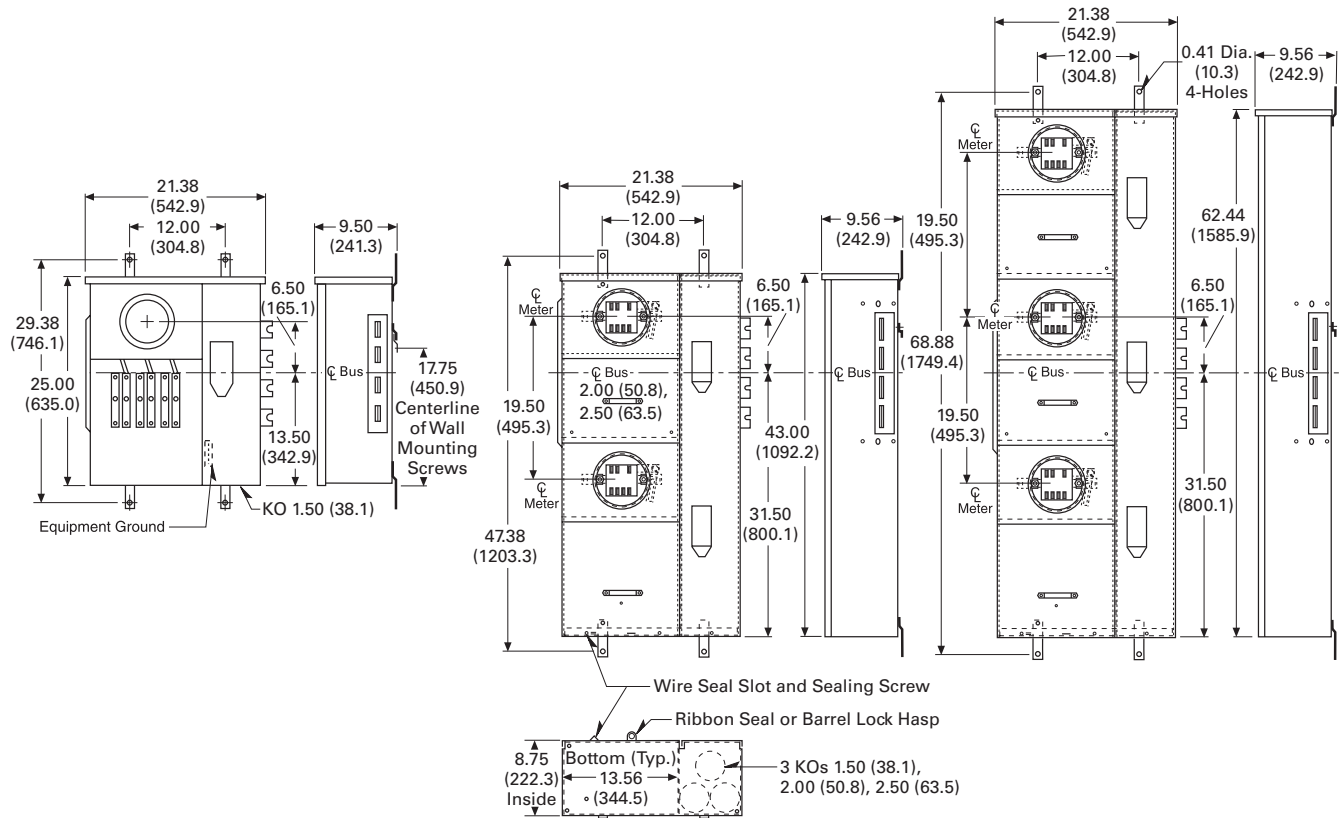 21.38
(542.9)
12.00
(304.8)
9.50
(241.3)
6.50
(165.1)
29.38
(746.1)
25.00
(635.0)
℄ Bus
17.75
(450.9)
Centerline
of Wall
Mounting
Screws
13.50
(342.9)
KO 1.50 (38.1)
Equipment Ground
21.38
(542.9)
12.00
(304.8)
9.56
(242.9)
℄
Meter
6.50
(165.1)
℄ Bus
2.00 (50.8),
2.50 (63.5)
℄ Bus
19.50
(495.3)
43.00
(1092.2)
℄
Meter
31.50
(800.1)
47.38
(1203.3)
21.38
(542.9)
12.00
(304.8)
0.41 Dia.
(10.3)
4-Holes
9.56
(242.9)
℄
Meter
19.50
(495.3)
62.44
(1585.9)
℄
Meter
6.50
(165.1)
68.88
(1749.4)
℄ Bus
℄ Bus
19.50
(495.3)
℄
Meter
31.50
(800.1)
Wire Seal Slot and Sealing Screw
Ribbon Seal or Barrel Lock Hasp
8.75
(222.3)
Inside
Bottom (Typ.)
13.56
(344.5)
3 KOs 1.50 (38.1),
2.00 (50.8), 2.50 (63.5)